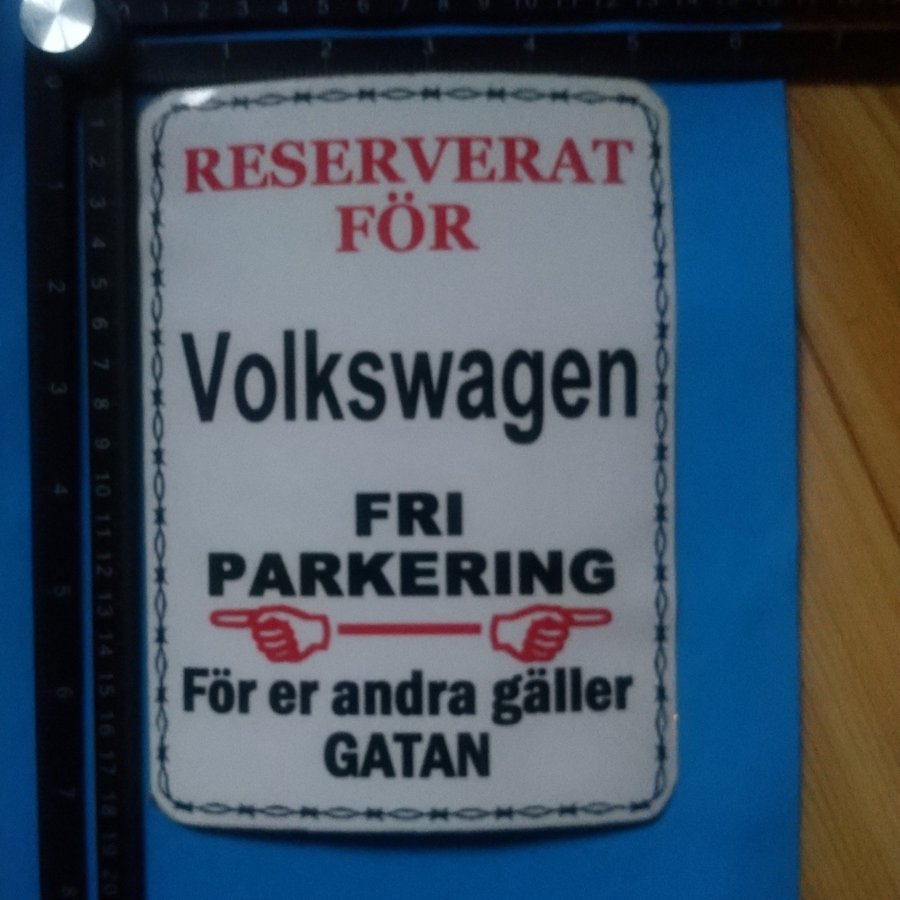 RESERVERAT
FÖR
Volkswagen
FRI
PARKERING
För er andra gäller
GATAN